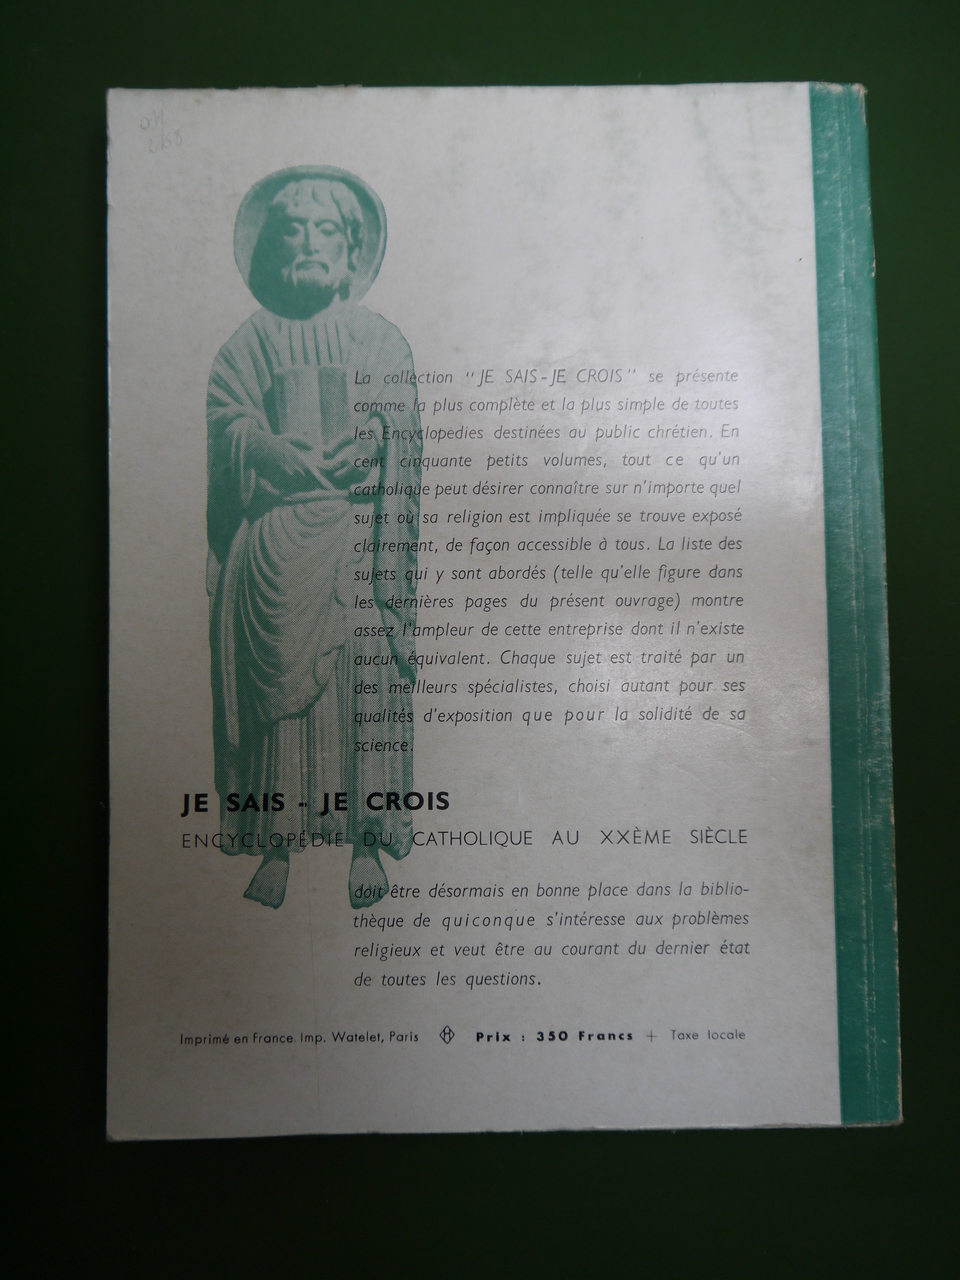 La collection “JE SAIS-JE CROIS” se présente
comme la plus complète et la plus simple de toutes
les Encyclopédies destinées au public chrétien. En
cent cinquante petits volumes, tout ce qu'un
catholique peut désirer connaître sur n'importe quel
sujet où sa religion est impliquée se trouve exposé
clairement, de façon accessible à tous. La liste des
sujets qui y sont abordés (telle qu'elle figure dans
les dernières pages du présent ouvrage) montre
assez l'ampleur de cette entreprise dont il n'existe
aucun équivalent. Chaque sujet est traité par un
des meilleurs spécialistes, choisi autant pour ses
qualités d'exposition que pour la solidité de sa
science.
JE SAIS - JE CROIS
ENCYCLOPÉDIE DU CATHOLIQUE AU XXÈME SIÈCLE
doit être désormais en bonne place dans la biblio-
thèque de quiconque s'intéresse aux problèmes
religieux et veut être au courant du dernier état
de toutes les questions.
Imprimé en France. Imp. Watelet, Paris Prix : 350 Francs + Taxe locale